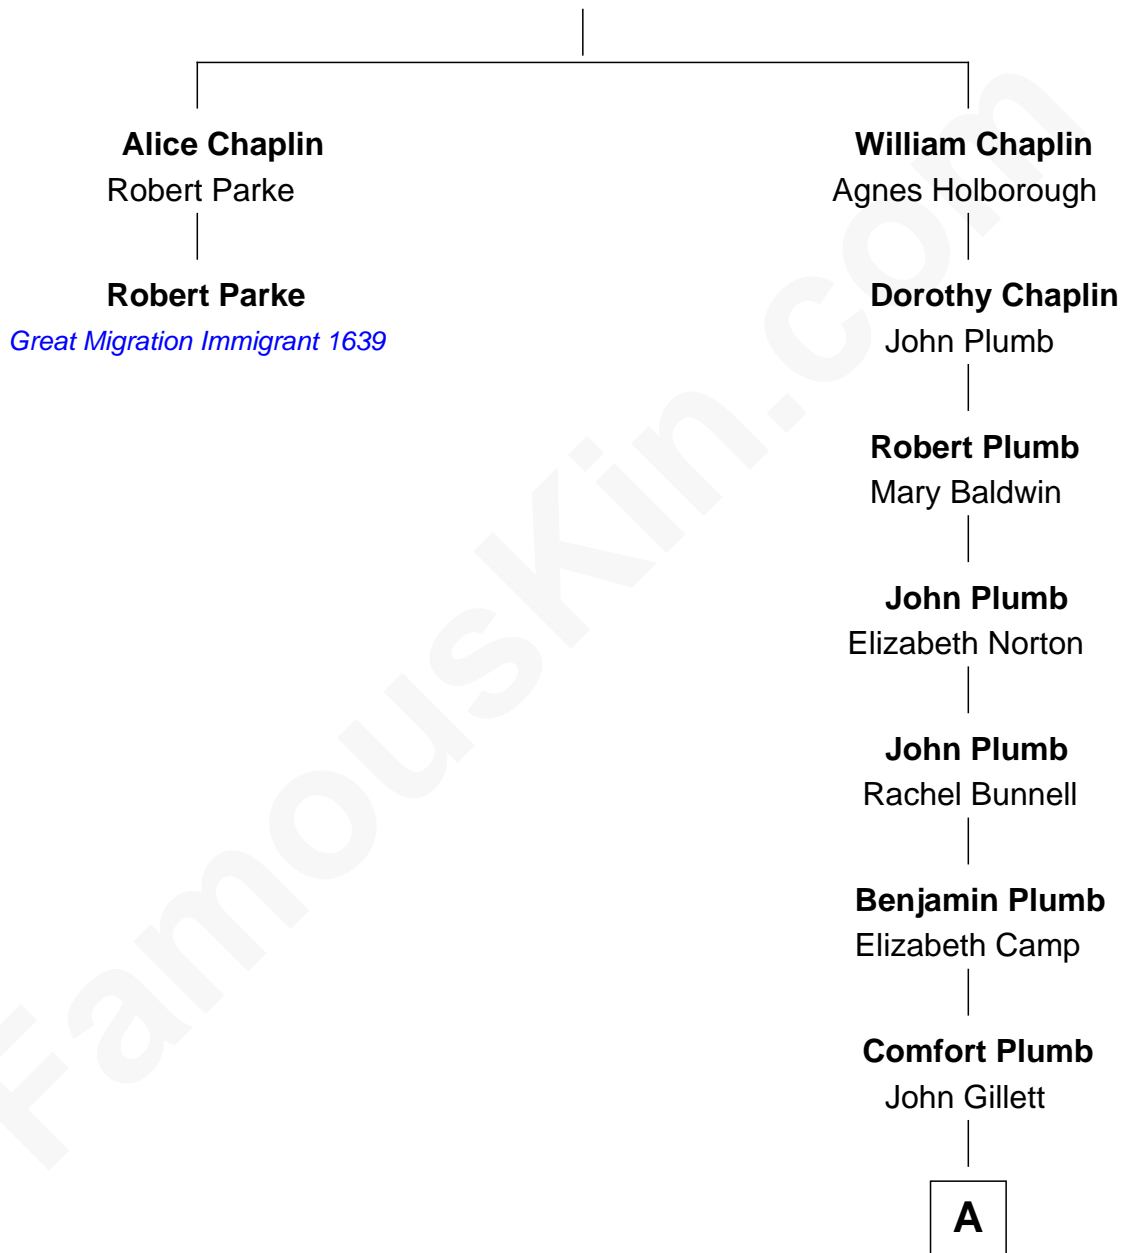 Alice Chaplin
Robert Parke
Robert Parke
Great Migration Immigrant 1639
William Chaplin
Agnes Holborough
Dorothy Chaplin
John Plumb
Robert Plumb
Mary Baldwin
John Plumb
Elizabeth Norton
John Plumb
Rachel Bunnell
Benjamin Plumb
Elizabeth Camp
Comfort Plumb
John Gillett
A
FamousKin.com